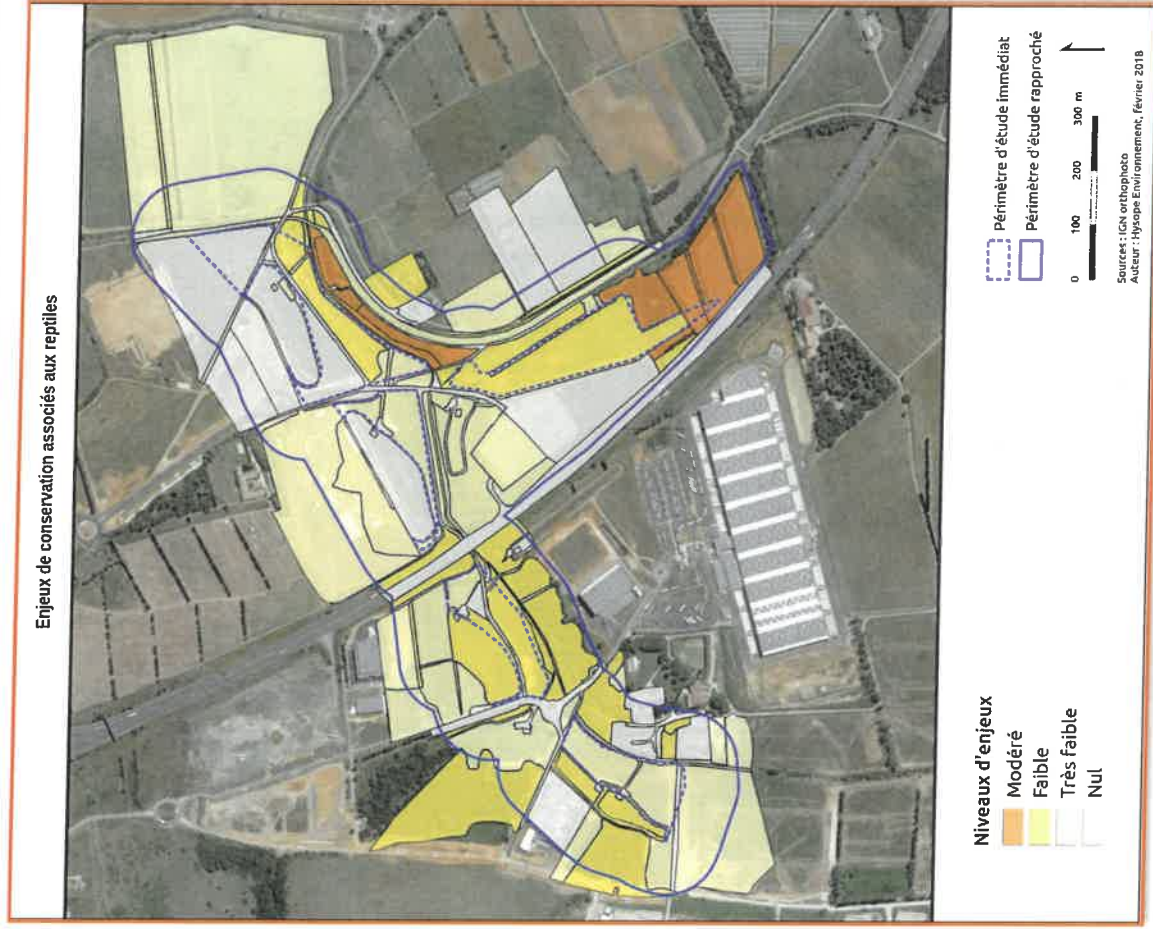 Enjeux de conservation associés aux reptiles
Niveaux d'enjeux
Modéré
Faible
Très faible
Nul
Périmètre d'étude immédiat
Périmètre d'étude rapproché
0 100 200 300 m
Sources : IGN orthophoto
Auteur : Hysope Environnement, février 2018